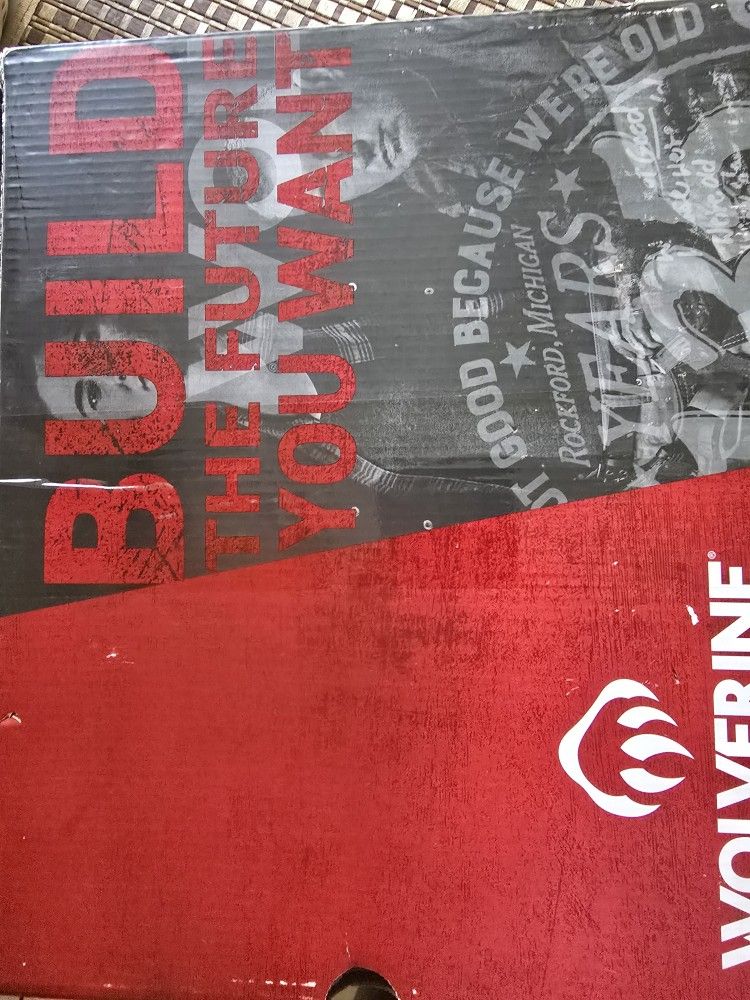 BUILD
THE FUTURE
YOU WANT
GOOD BECAUSE WE'RE OLD
ROCKFORD, MICHIGAN
YEARS
WOLVERINE®